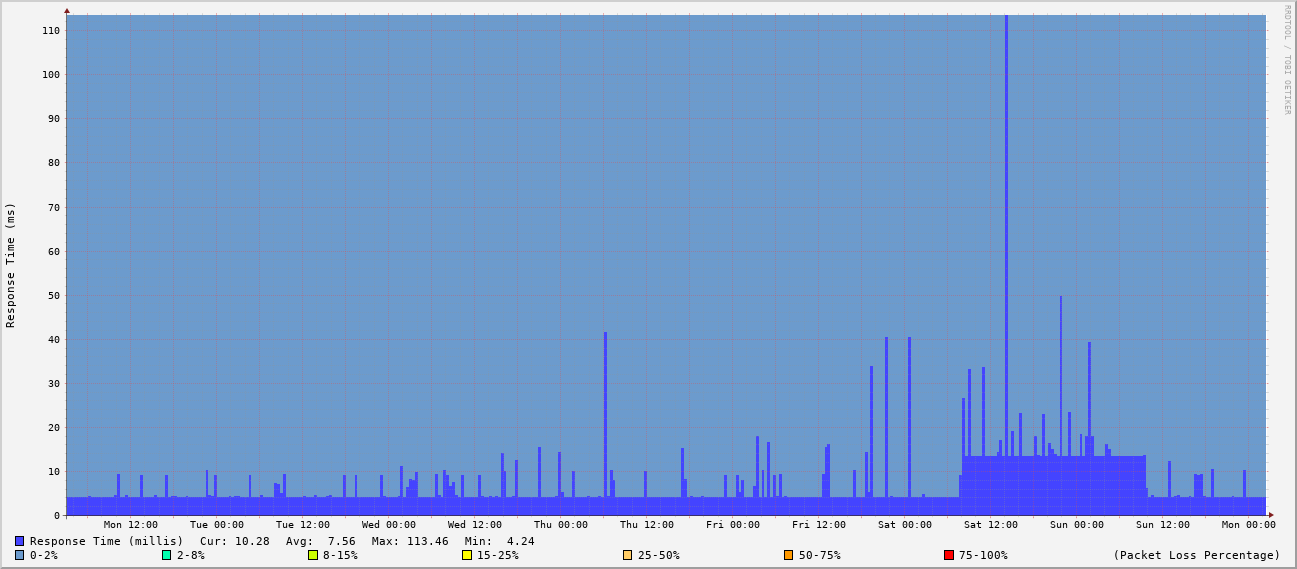 RRDTOOL / TOBI OETIKER
Response Time (ms)
110
100
90
80
70
60
50
40
30
20
10
0
Mon 12:00 Tue 00:00 Tue 12:00 Wed 00:00 Wed 12:00 Thu 00:00 Thu 12:00 Fri 00:00 Fri 12:00 Sat 00:00 Sat 12:00 Sun 00:00 Sun 12:00 Mon 00:00
Response Time (millis) Cur: 10.28 Avg: 7.56 Max: 113.46 Min: 4.24
0-2% 2-8% 8-15% 15-25% 25-50% 50-75% 75-100% (Packet Loss Percentage)